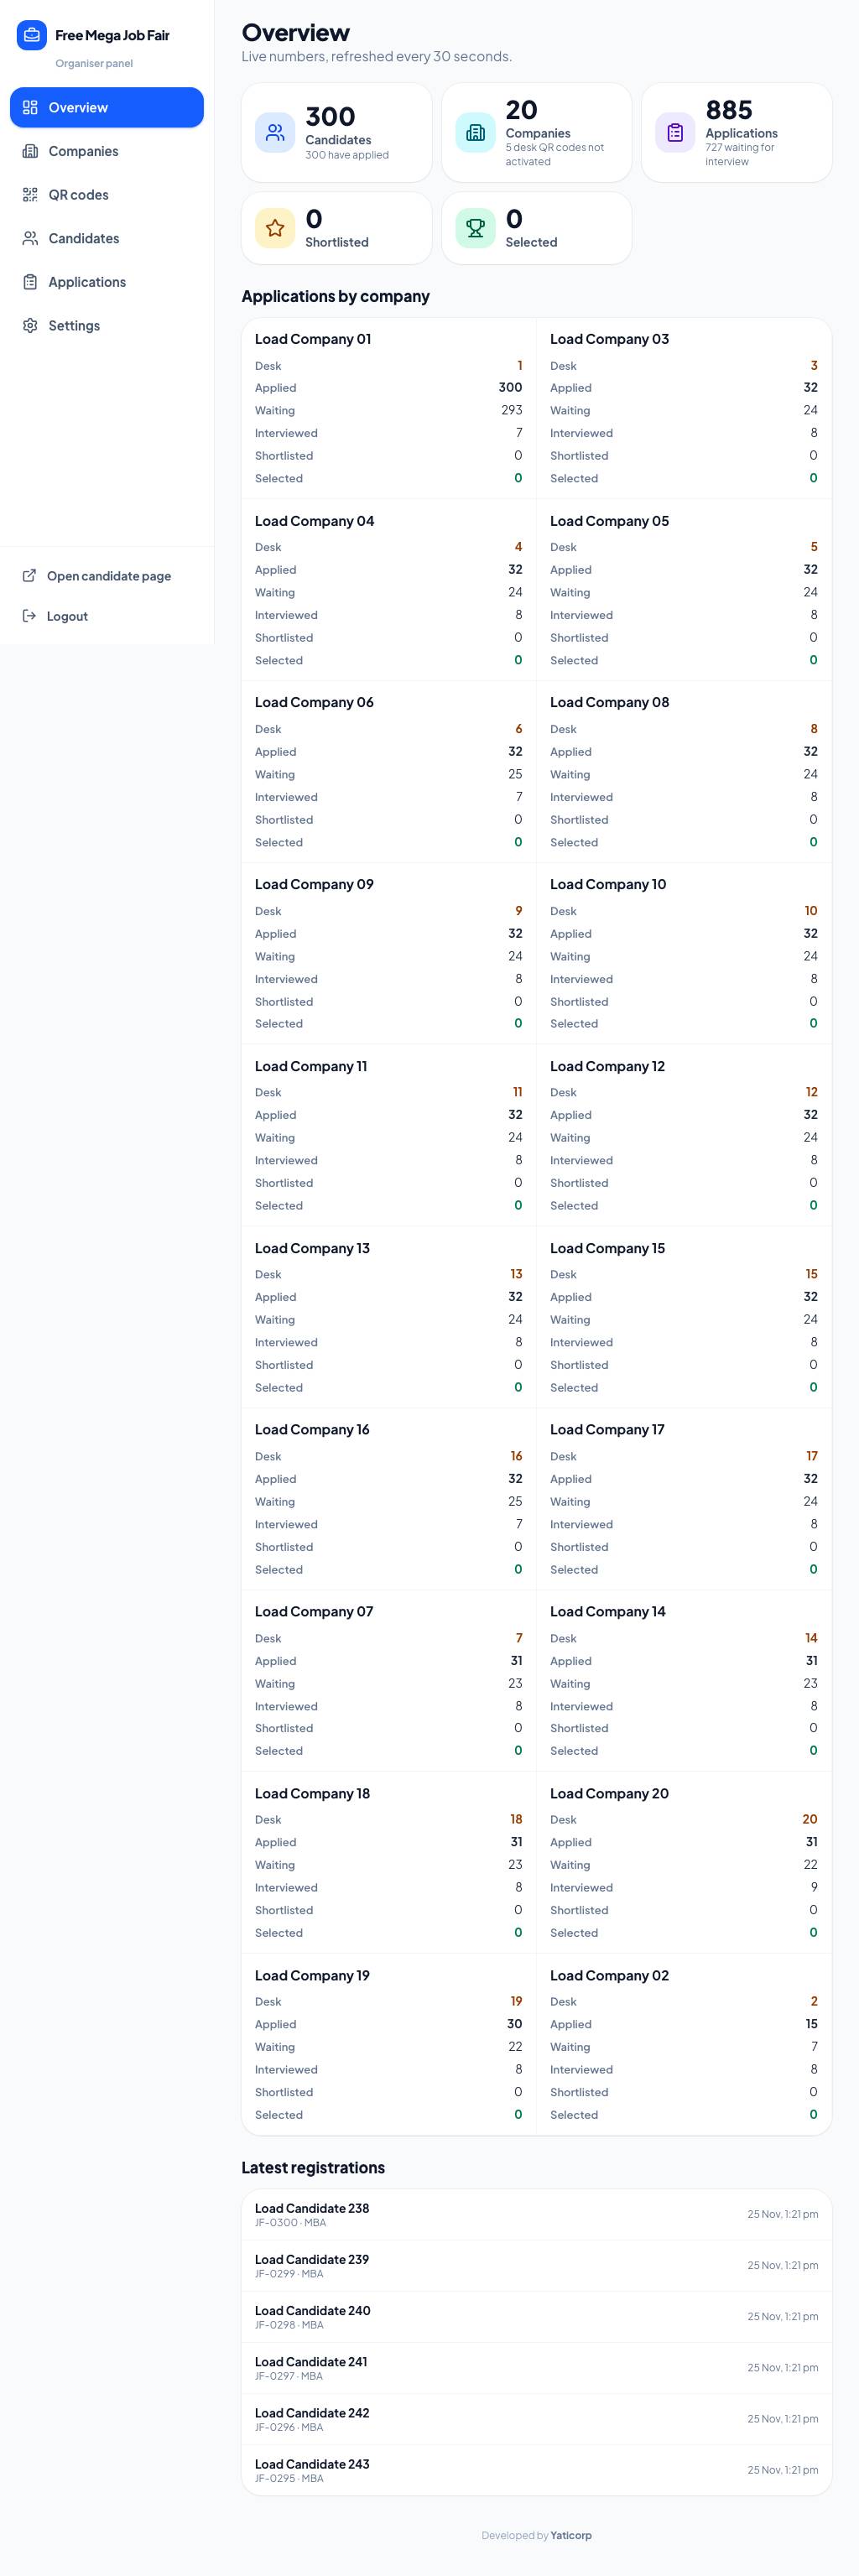 Free Mega Job Fair
Organiser panel
Overview
Companies
QR codes
Candidates
Applications
Settings
Open candidate page
Logout
Overview
Live numbers, refreshed every 30 seconds.
300
Candidates
300 have applied
20
Companies
5 desk QR codes not
activated
885
Applications
727 waiting for
interview
0
Shortlisted
0
Selected
Applications by company
Load Company 01
Desk 1
Applied 300
Waiting 293
Interviewed 7
Shortlisted 0
Selected 0
Load Company 03
Desk 3
Applied 32
Waiting 24
Interviewed 8
Shortlisted 0
Selected 0
Load Company 04
Desk 4
Applied 32
Waiting 24
Interviewed 8
Shortlisted 0
Selected 0
Load Company 05
Desk 5
Applied 32
Waiting 24
Interviewed 8
Shortlisted 0
Selected 0
Load Company 06
Desk 6
Applied 32
Waiting 25
Interviewed 7
Shortlisted 0
Selected 0
Load Company 08
Desk 8
Applied 32
Waiting 24
Interviewed 8
Shortlisted 0
Selected 0
Load Company 09
Desk 9
Applied 32
Waiting 24
Interviewed 8
Shortlisted 0
Selected 0
Load Company 10
Desk 10
Applied 32
Waiting 24
Interviewed 8
Shortlisted 0
Selected 0
Load Company 11
Desk 11
Applied 32
Waiting 24
Interviewed 8
Shortlisted 0
Selected 0
Load Company 12
Desk 12
Applied 32
Waiting 24
Interviewed 8
Shortlisted 0
Selected 0
Load Company 13
Desk 13
Applied 32
Waiting 24
Interviewed 8
Shortlisted 0
Selected 0
Load Company 15
Desk 15
Applied 32
Waiting 24
Interviewed 8
Shortlisted 0
Selected 0
Load Company 16
Desk 16
Applied 32
Waiting 25
Interviewed 7
Shortlisted 0
Selected 0
Load Company 17
Desk 17
Applied 32
Waiting 24
Interviewed 8
Shortlisted 0
Selected 0
Load Company 07
Desk 7
Applied 31
Waiting 23
Interviewed 8
Shortlisted 0
Selected 0
Load Company 14
Desk 14
Applied 31
Waiting 23
Interviewed 8
Shortlisted 0
Selected 0
Load Company 18
Desk 18
Applied 31
Waiting 23
Interviewed 8
Shortlisted 0
Selected 0
Load Company 20
Desk 20
Applied 31
Waiting 22
Interviewed 9
Shortlisted 0
Selected 0
Load Company 19
Desk 19
Applied 30
Waiting 22
Interviewed 8
Shortlisted 0
Selected 0
Load Company 02
Desk 2
Applied 15
Waiting 7
Interviewed 8
Shortlisted 0
Selected 0
Latest registrations
Load Candidate 238
JF-0300 · MBA
25 Nov, 1:21 pm
Load Candidate 239
JF-0299 · MBA
25 Nov, 1:21 pm
Load Candidate 240
JF-0298 · MBA
25 Nov, 1:21 pm
Load Candidate 241
JF-0297 · MBA
25 Nov, 1:21 pm
Load Candidate 242
JF-0296 · MBA
25 Nov, 1:21 pm
Load Candidate 243
JF-0295 · MBA
25 Nov, 1:21 pm
Developed by Yaticorp